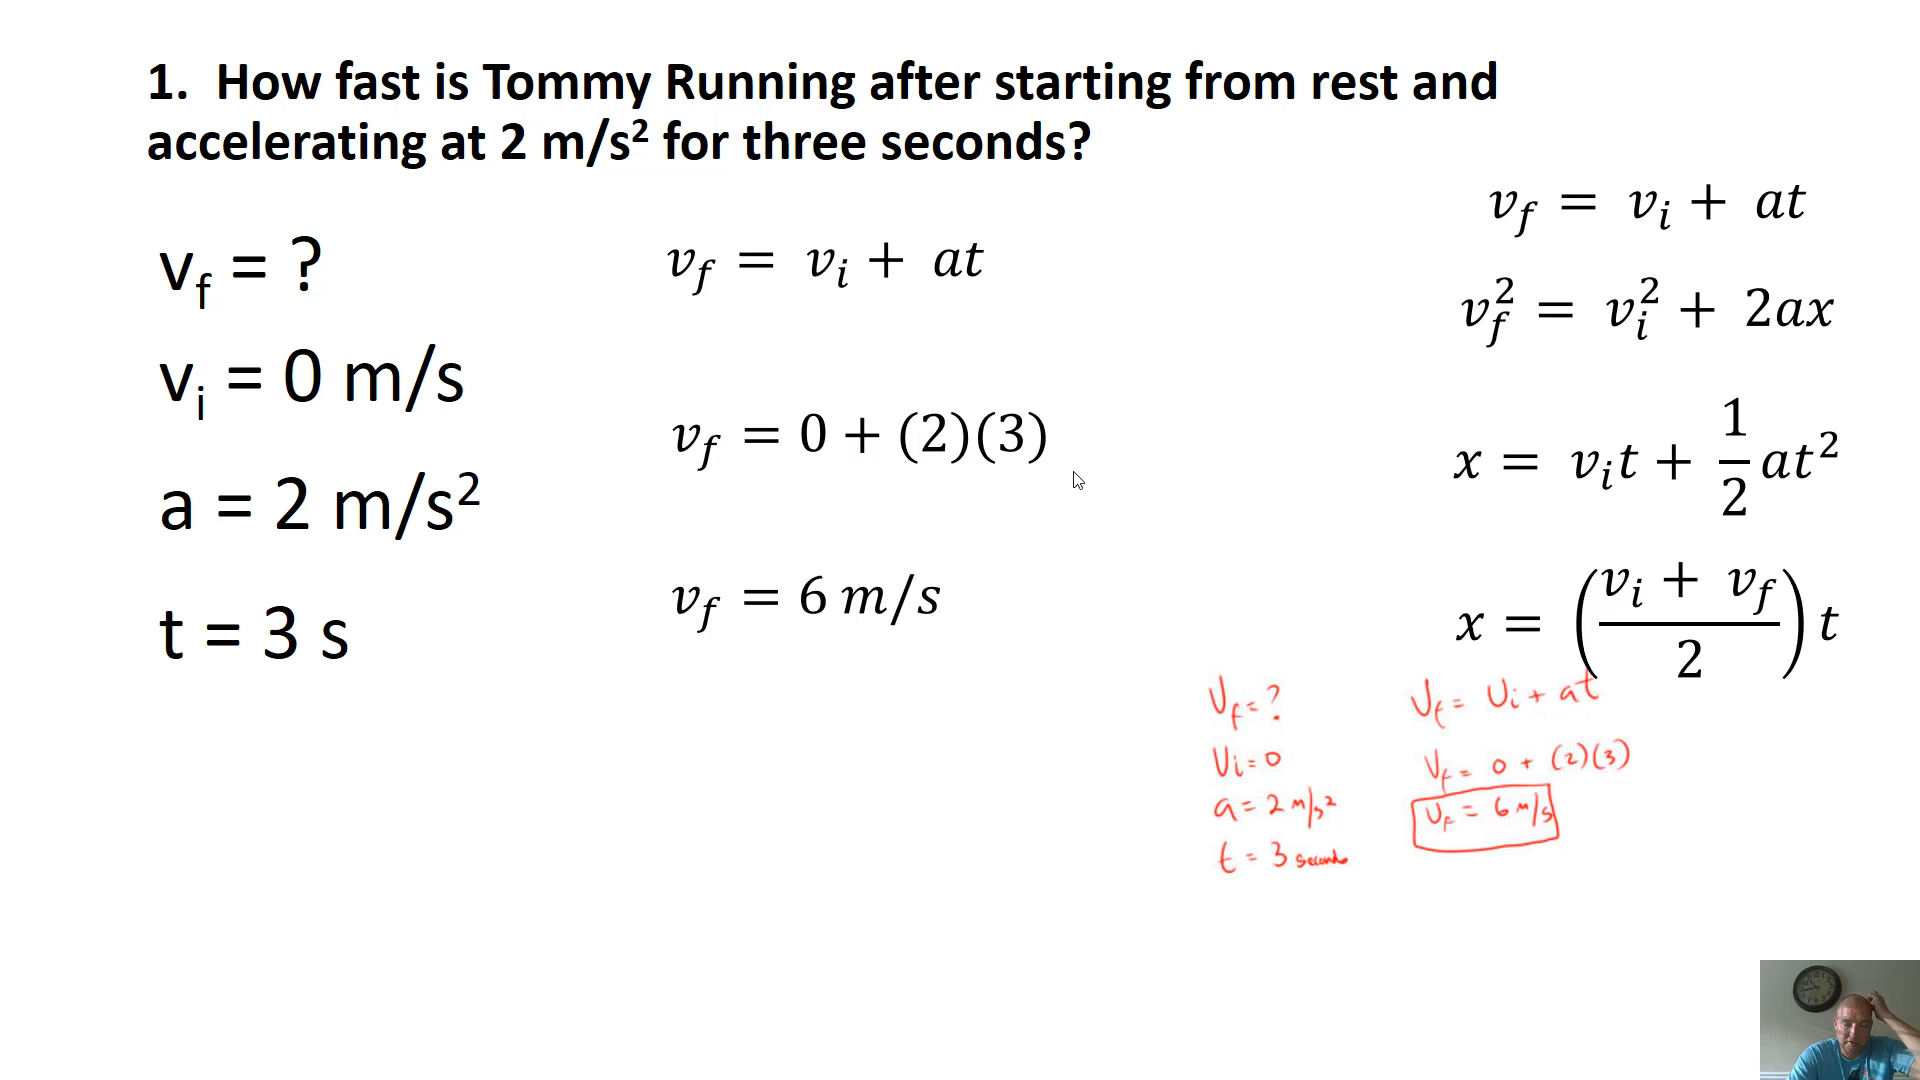 1. How fast is Tommy Running after starting from rest and
accelerating at 2 m/s² for three seconds?
v_f = ?
v_i = 0 m/s
a = 2 m/s²
t = 3 s
v_f = v_i + at
v_f = 0 + (2)(3)
v_f = 6 m/s
v_f = v_i + at
v_f² = v_i² + 2ax
x = v_i t + 1/2 at²
x = ((v_i + v_f)/2) t
V_f = ?
V_i = 0
a = 2 m/s²
t = 3 seconds
V_f = V_i + at
V_f = 0 + (2)(3)
V_f = 6 m/s